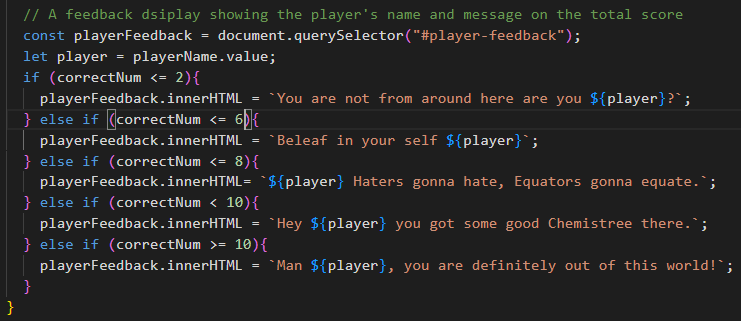 // A feedback dsiplay showing the player's name and message on the total score
const playerFeedback = document.querySelector("#player-feedback");
let player = playerName.value;
if (correctNum <= 2){
playerFeedback.innerHTML = `You are not from around here are you ${player}?`;
} else if (correctNum <= 6){
playerFeedback.innerHTML = `Beleaf in your self ${player}`;
} else if (correctNum <= 8){
playerFeedback.innerHTML= `${player} Haters gonna hate, Equators gonna equate.`;
} else if (correctNum < 10){
playerFeedback.innerHTML = `Hey ${player} you got some good Chemistree there.`;
} else if (correctNum >= 10){
playerFeedback.innerHTML = `Man ${player}, you are definitely out of this world!`;
}
}